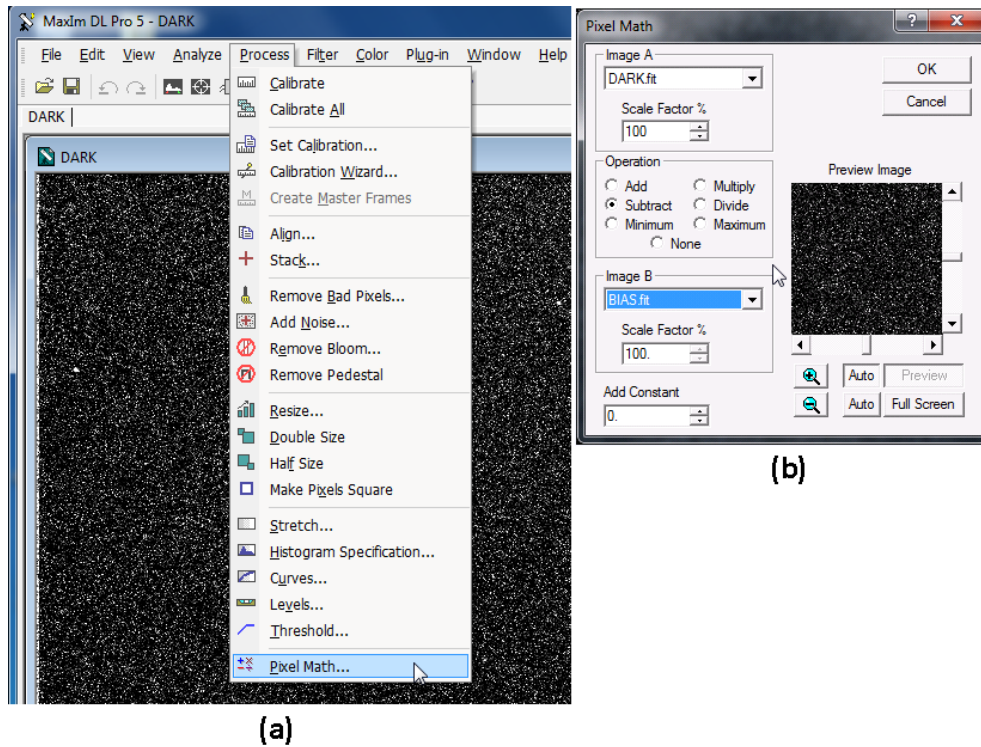 MaxIm DL Pro 5 - DARK
File Edit View Analyze Process Filter Color Plug-in Window Help
DARK
DARK
Calibrate
Calibrate All
Set Calibration...
Calibration Wizard...
Create Master Frames
Align...
Stack...
Remove Bad Pixels...
Add Noise...
Remove Bloom...
Remove Pedestal
Resize...
Double Size
Half Size
Make Pixels Square
Stretch...
Histogram Specification...
Curves...
Levels...
Threshold...
Pixel Math...
(a)
Pixel Math
Image A
DARK.fit
Scale Factor %
100
OK
Cancel
Operation
Add Multiply
Subtract Divide
Minimum Maximum
None
Preview Image
Image B
BIAS.fit
Scale Factor %
100.
Add Constant
0.
Auto Preview
Auto Full Screen
(b)